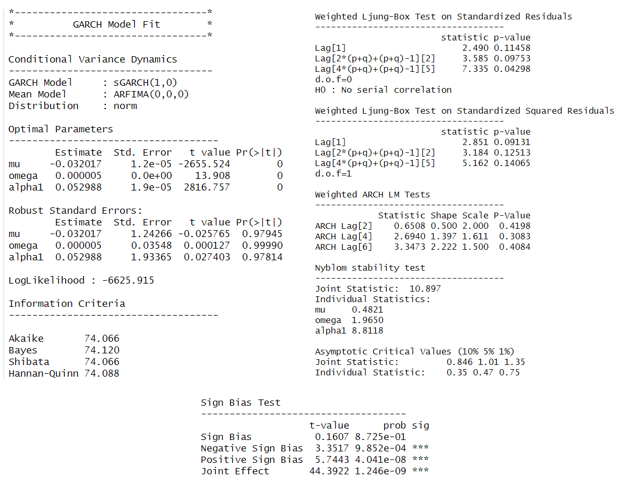 *---------------------------------*
*          GARCH Model Fit        *
*---------------------------------*
Conditional Variance Dynamics
-----------------------------------
GARCH Model : sGARCH(1,0)
Mean Model : ARFIMA(0,0,0)
Distribution : norm
Optimal Parameters
------------------------------------
Estimate Std. Error t value Pr(>|t|)
mu -0.032017 1.2e-05 -2655.524 0
omega 0.000005 0.0e+00 13.908 0
alpha1 0.052988 1.9e-05 2816.757 0
Robust Standard Errors:
Estimate Std. Error t value Pr(>|t|)
mu -0.032017 1.24266 -0.025765 0.97945
omega 0.000005 0.03548 0.000127 0.99990
alpha1 0.052988 1.93365 0.027403 0.97814
LogLikelihood : -6625.915
Information Criteria
------------------------------------
Akaike 74.066
Bayes 74.120
Shibata 74.066
Hannan-Quinn 74.088
Weighted Ljung-Box Test on Standardized Residuals
------------------------------------
statistic p-value
Lag[1] 2.490 0.11458
Lag[2*(p+q)+(p+q)-1][2] 3.585 0.09753
Lag[4*(p+q)+(p+q)-1][5] 7.335 0.04298
d.o.f=0
H0 : No serial correlation
Weighted Ljung-Box Test on Standardized Squared Residuals
------------------------------------
statistic p-value
Lag[1] 2.851 0.09131
Lag[2*(p+q)+(p+q)-1][2] 3.184 0.12513
Lag[4*(p+q)+(p+q)-1][5] 5.162 0.14065
d.o.f=1
Weighted ARCH LM Tests
------------------------------------
Statistic Shape Scale P-Value
ARCH Lag[2] 0.6508 0.500 2.000 0.4198
ARCH Lag[4] 2.6940 1.397 1.611 0.3083
ARCH Lag[6] 3.3473 2.222 1.500 0.4084
Nyblom stability test
------------------------------------
Joint Statistic: 10.897
Individual Statistics:
mu 0.4821
omega 1.9650
alpha1 8.8118
Asymptotic Critical Values (10% 5% 1%)
Joint Statistic: 0.846 1.01 1.35
Individual Statistic: 0.35 0.47 0.75
Sign Bias Test
------------------------------------
t-value prob sig
Sign Bias 0.1607 8.725e-01
Negative Sign Bias 3.3517 9.852e-04 ***
Positive Sign Bias 5.7443 4.041e-08 ***
Joint Effect 44.3922 1.246e-09 ***